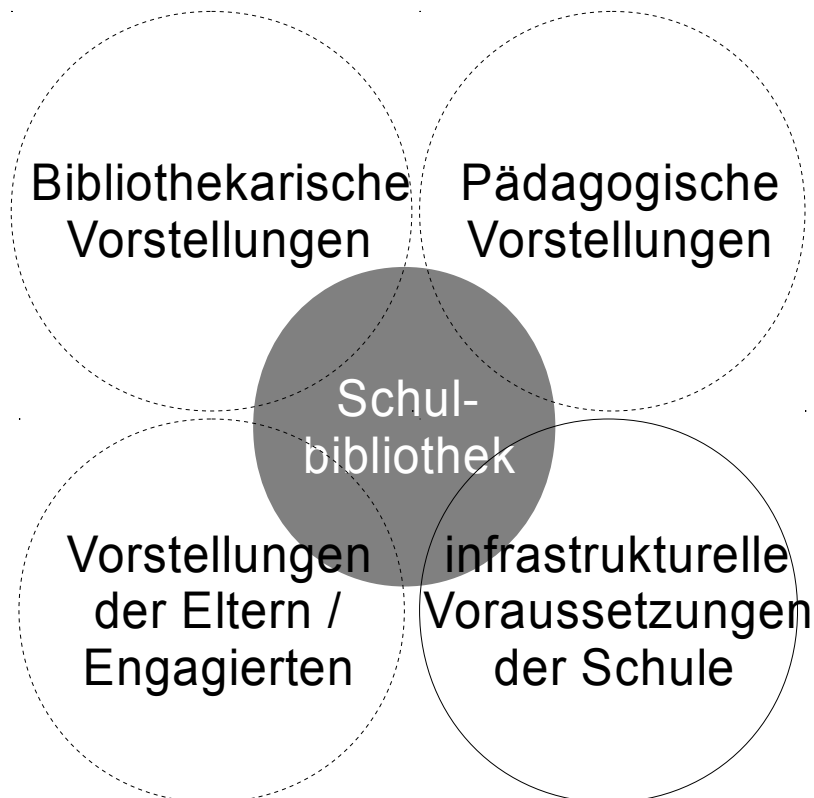 Bibliothekarische
Vorstellungen
Pädagogische
Vorstellungen
Schul-
bibliothek
Vorstellungen
der Eltern /
Engagierten
infrastrukturelle
Voraussetzungen
der Schule